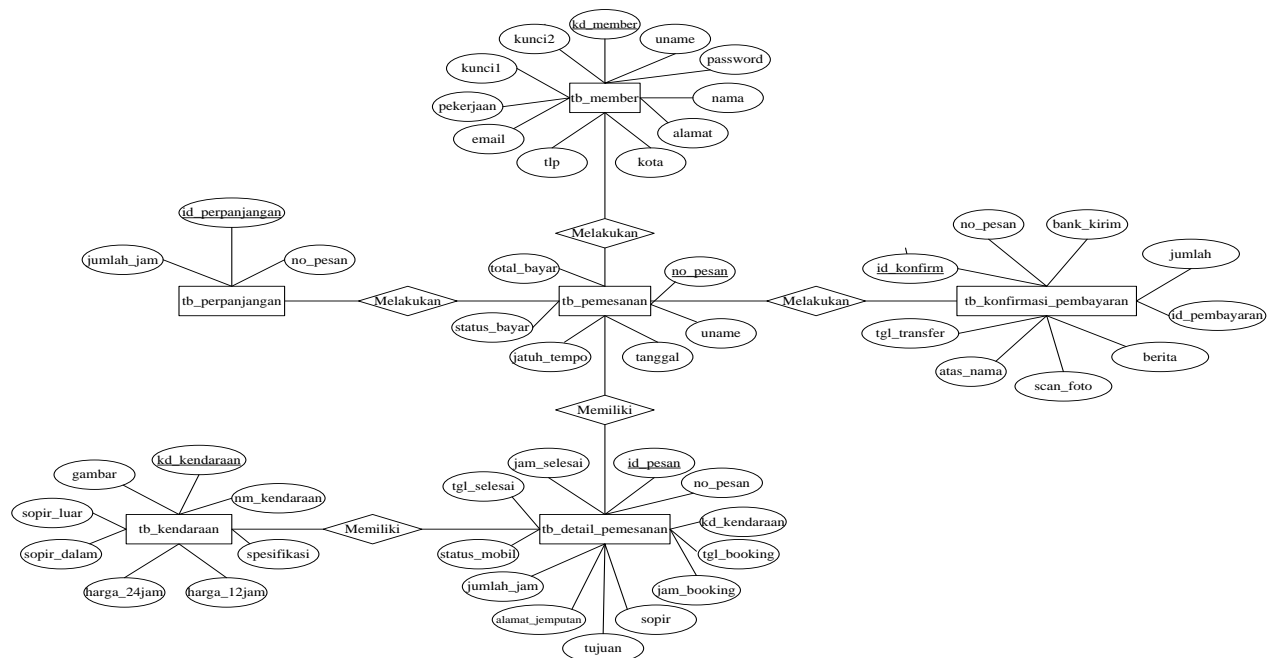 kd_member
kunci2
uname
password
kunci1
tb_member
nama
pekerjaan
alamat
email
tlp
kota
id_perpanjangan
Melakukan
no_pesan
bank_kirim
jumlah_jam
no_pesan
total_bayar
no_pesan
id_konfirm
jumlah
tb_perpanjangan
Melakukan
tb_pemesanan
Melakukan
tb_konfirmasi_pembayaran
id_pembayaran
status_bayar
uname
tgl_transfer
jatuh_tempo
tanggal
berita
atas_nama
scan_foto
Memiliki
kd_kendaraan
jam_selesai
id_pesan
gambar
tgl_selesai
no_pesan
nm_kendaraan
sopir_luar
kd_kendaraan
tb_kendaraan
Memiliki
tb_detail_pemesanan
sopir_dalam
spesifikasi
status_mobil
tgl_booking
harga_24jam
harga_12jam
jumlah_jam
jam_booking
alamat_jemputan
sopir
tujuan